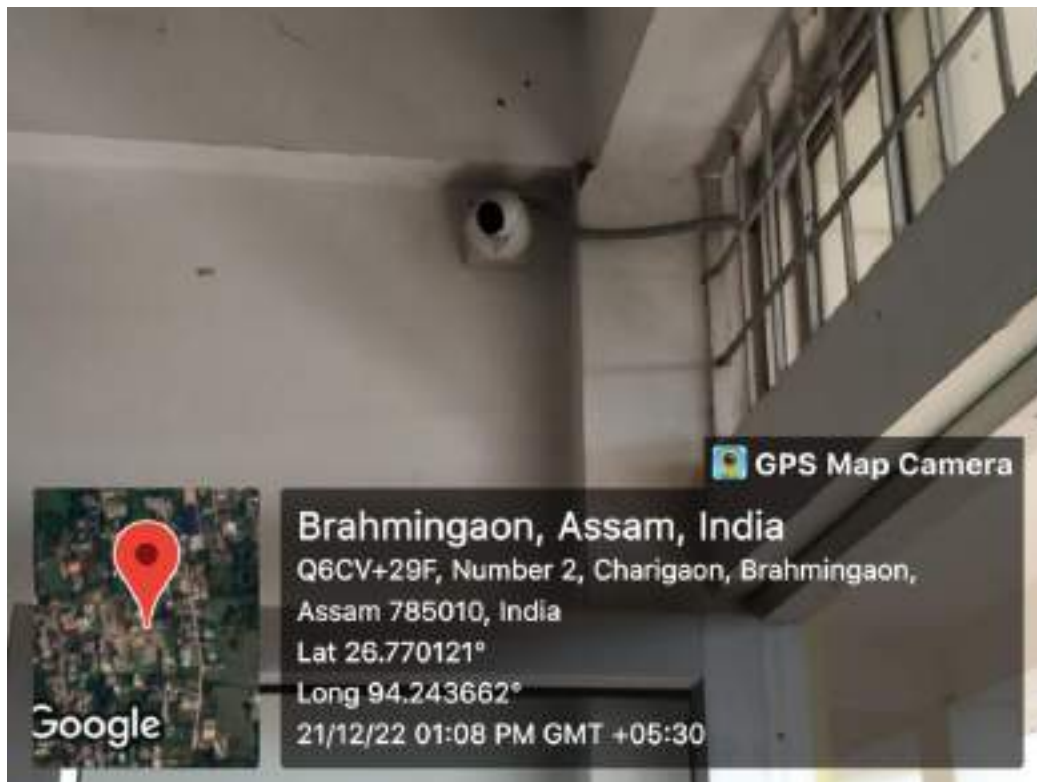 GPS Map Camera
Brahmingaon, Assam, India
Q6CV+29F, Number 2, Charigaon, Brahmingaon,
Assam 785010, India
Lat 26.770121°
Long 94.243662°
21/12/22 01:08 PM GMT +05:30
Google